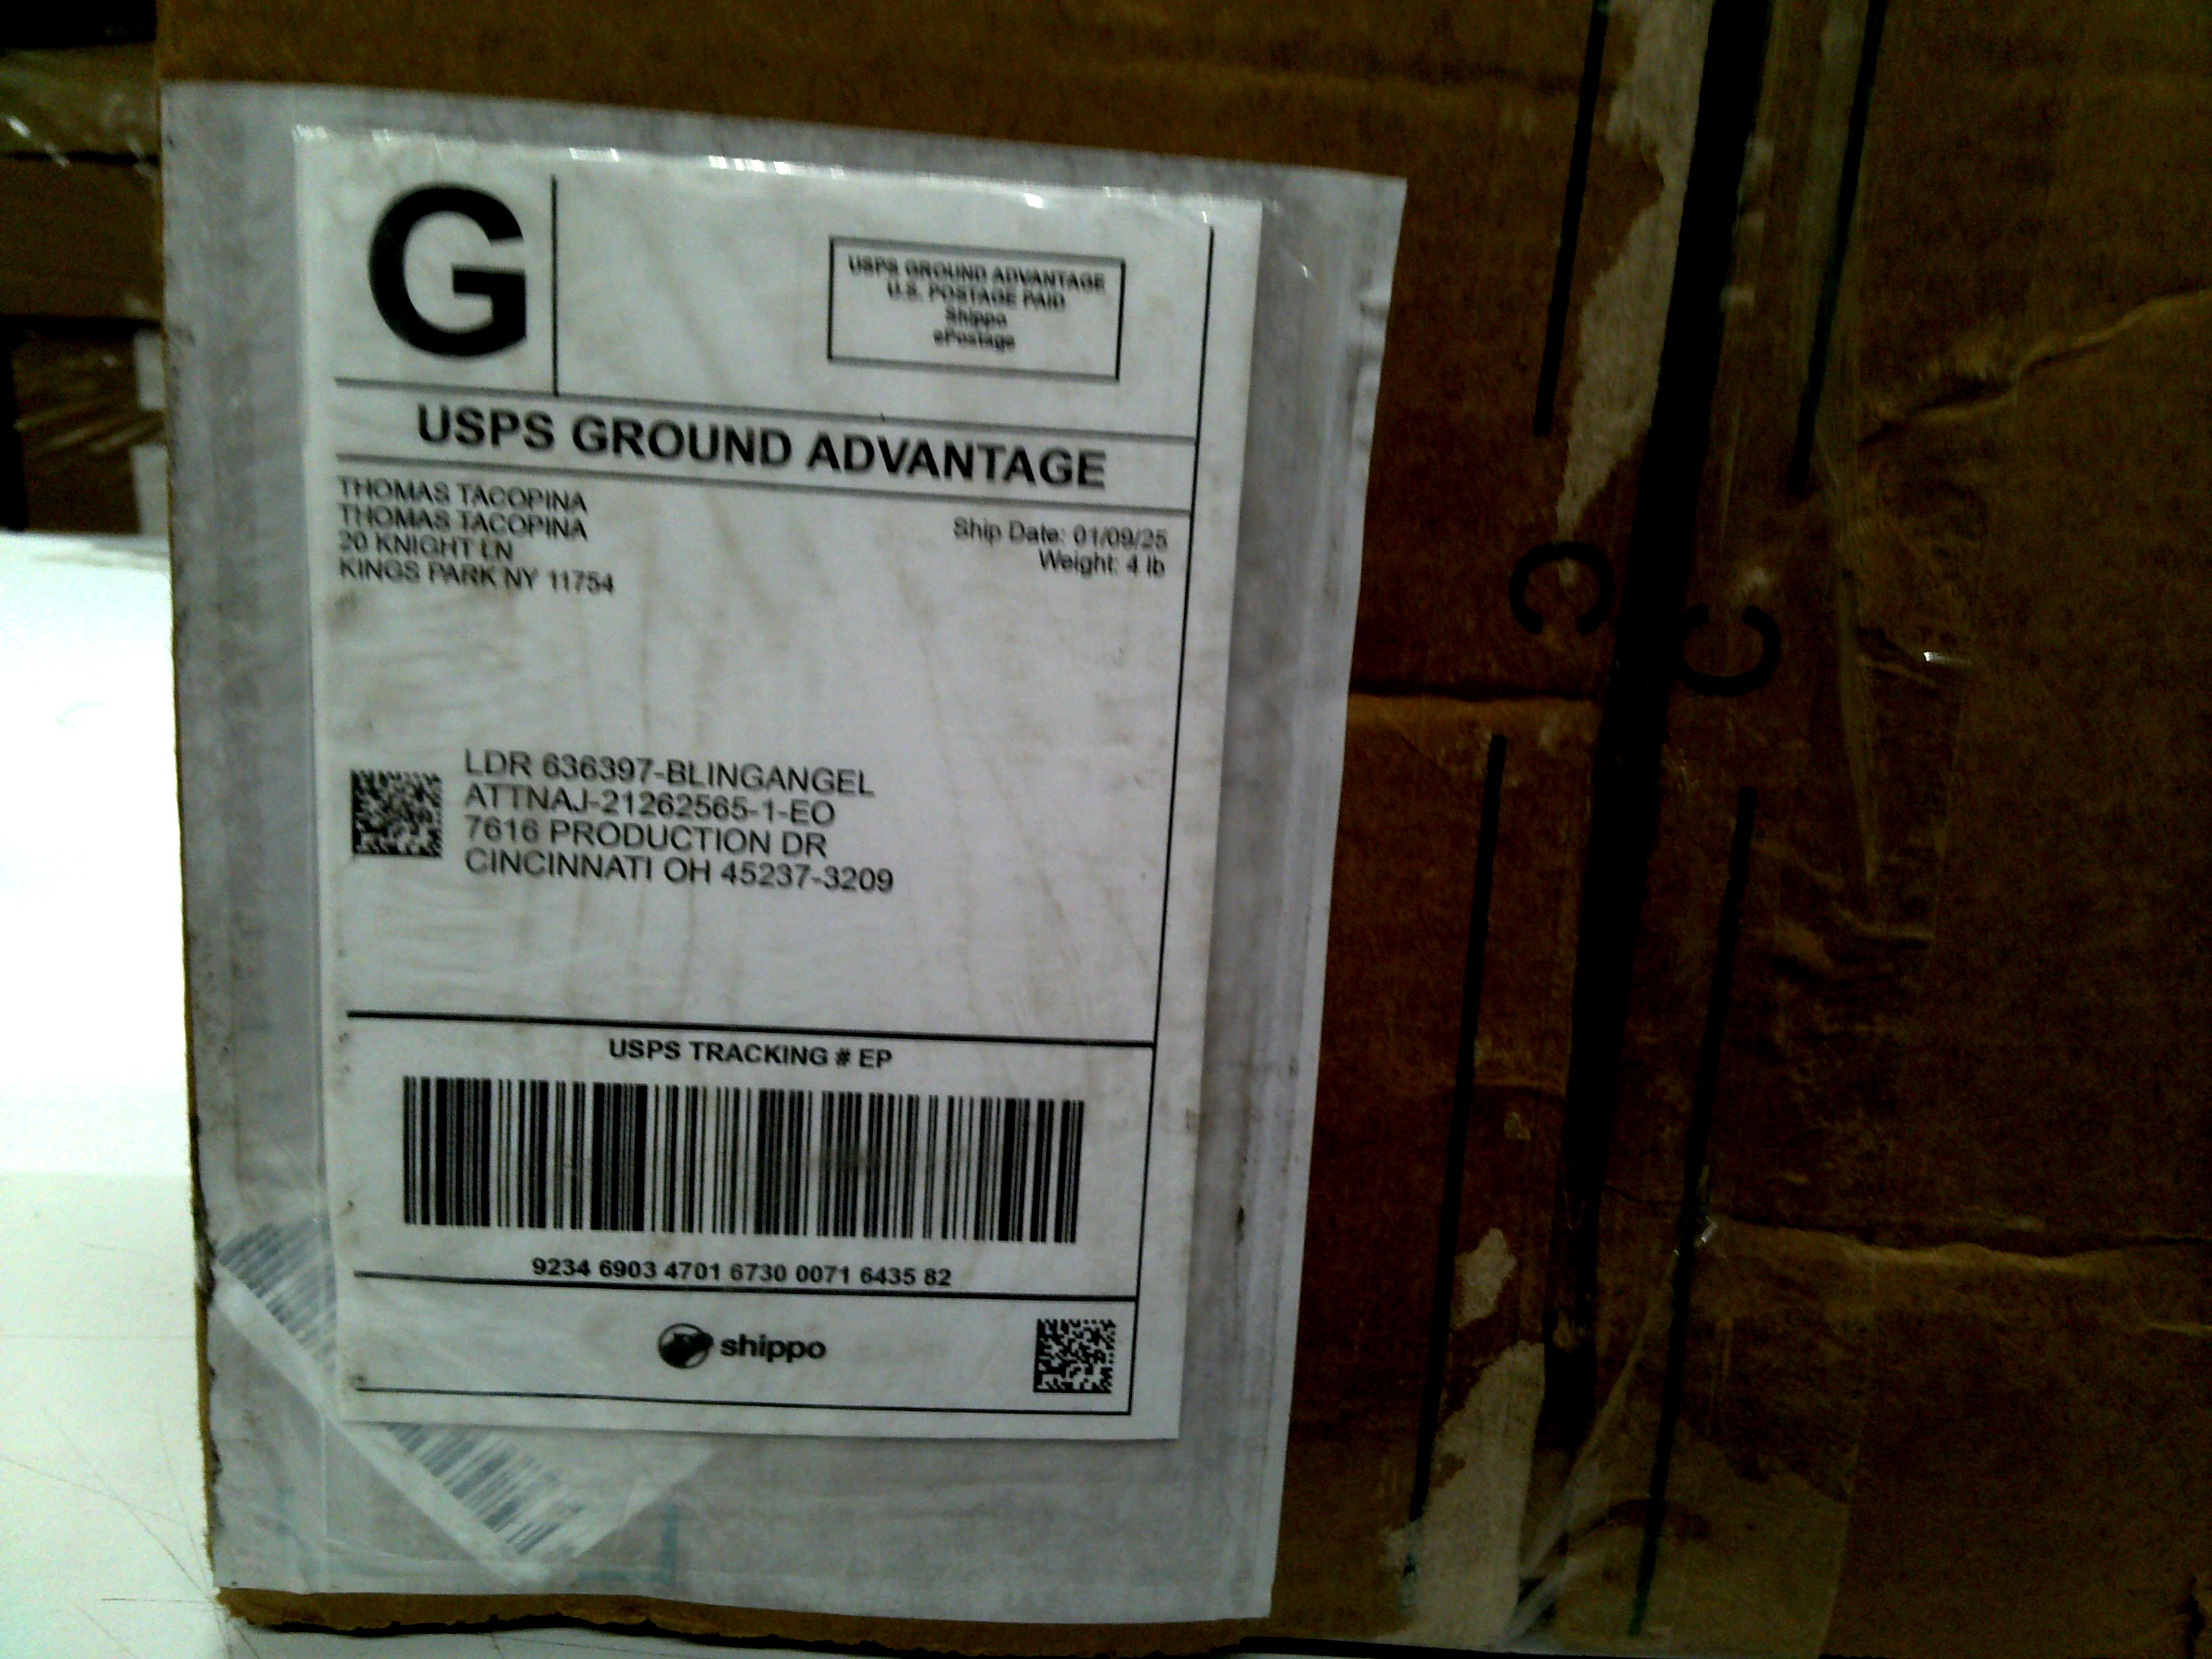 G
USPS GROUND ADVANTAGE
U.S. POSTAGE PAID
Shippo
ePostage
USPS GROUND ADVANTAGE
THOMAS TACOPINA
THOMAS TACOPINA
20 KNIGHT LN
KINGS PARK NY 11754
Ship Date: 01/09/25
Weight: 4 lb
LDR 636397-BLINGANGEL
ATTNAJ-21262565-1-EO
7616 PRODUCTION DR
CINCINNATI OH 45237-3209
USPS TRACKING # EP
9234 6903 4701 6730 0071 6435 82
shippo